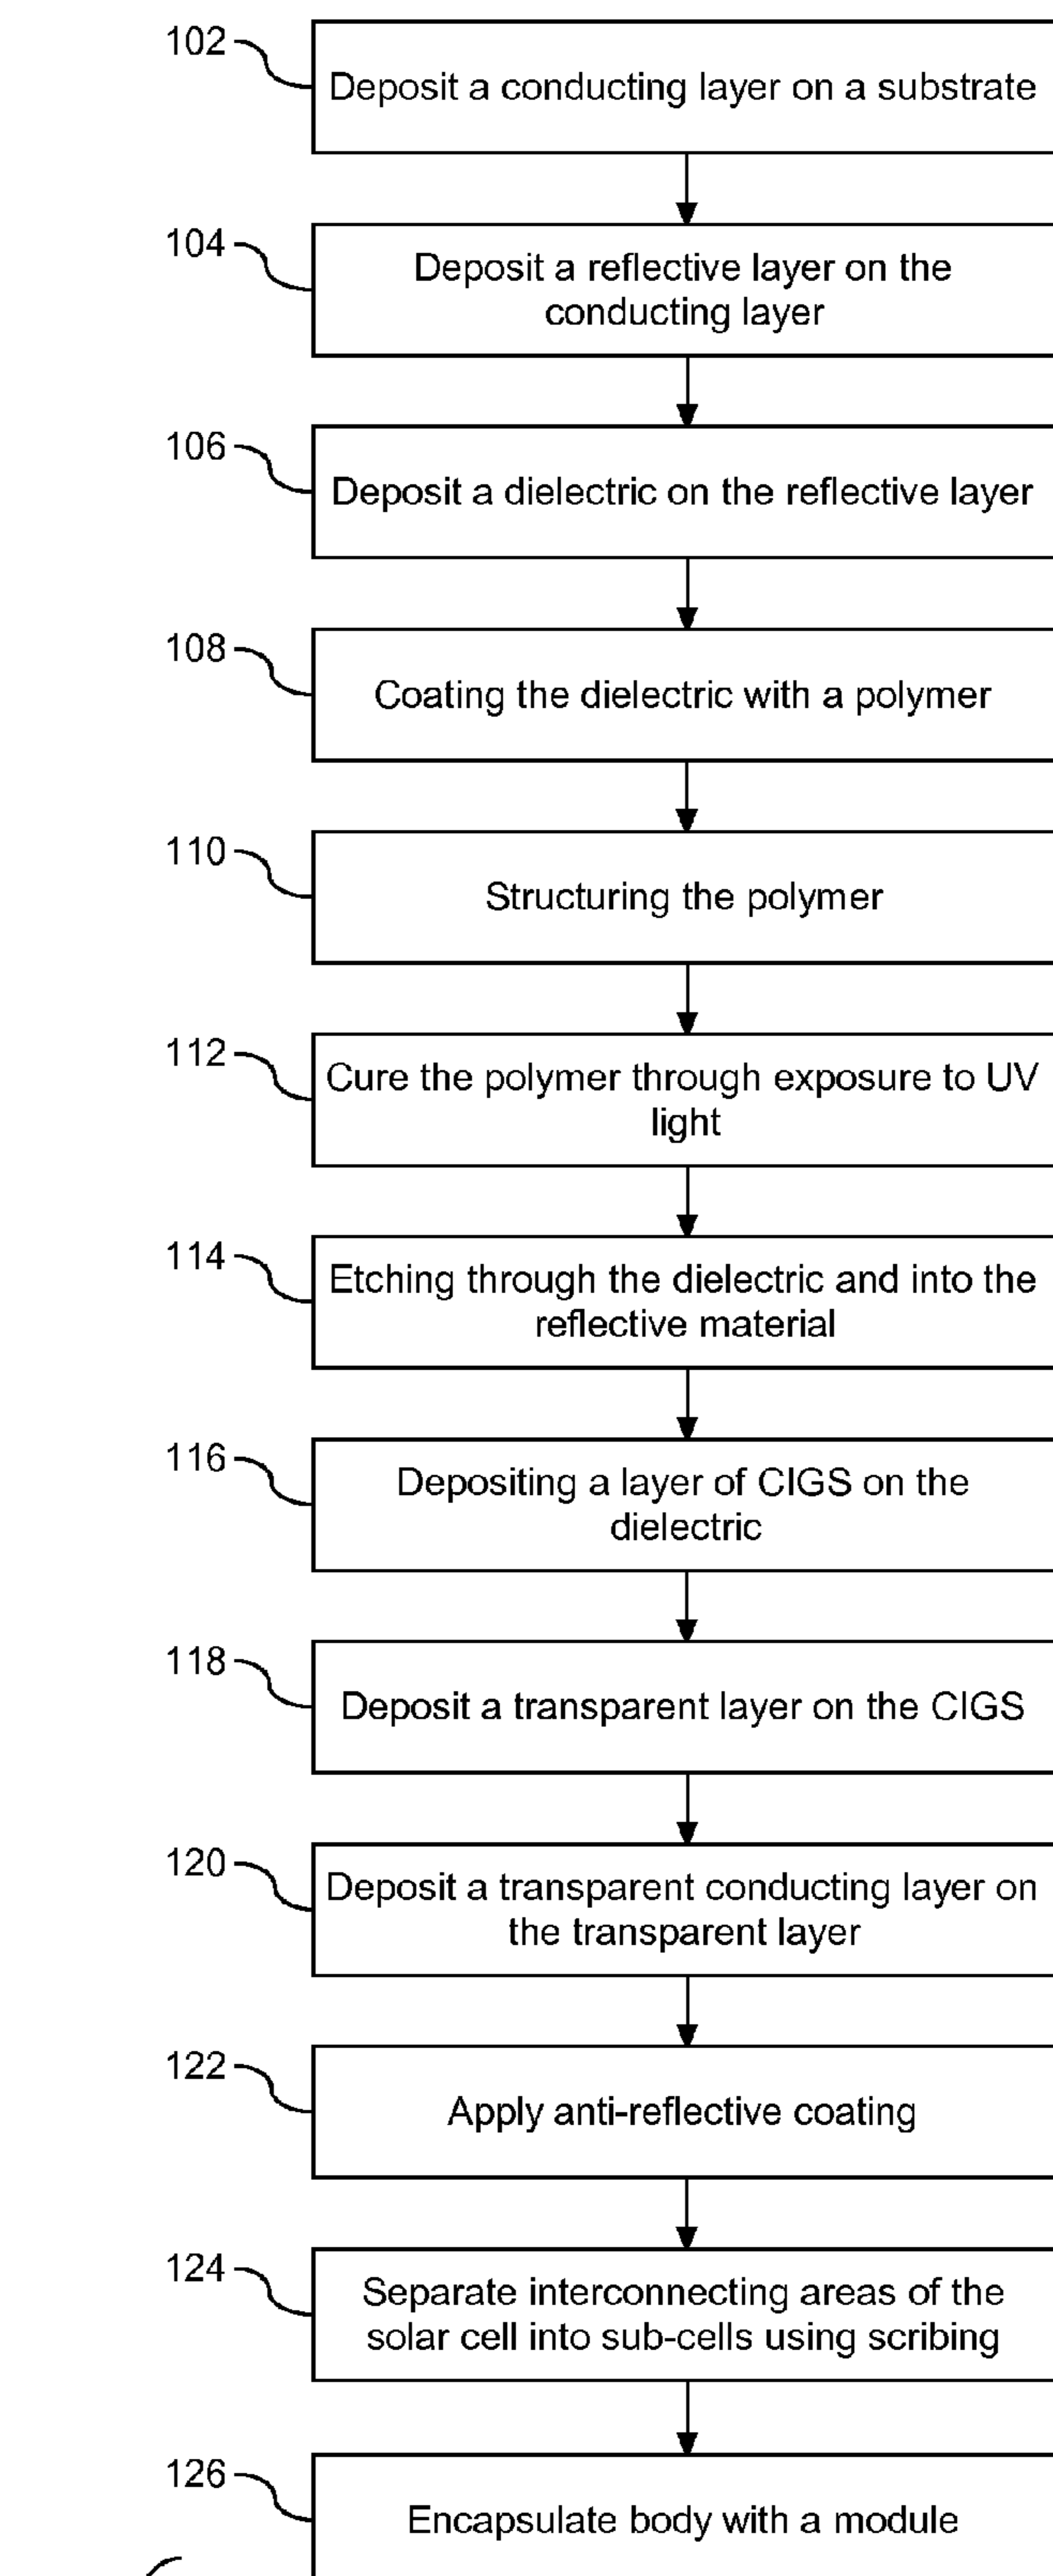 102
Deposit a conducting layer on a substrate
104
Deposit a reflective layer on the
conducting layer
106
Deposit a dielectric on the reflective layer
108
Coating the dielectric with a polymer
110
Structuring the polymer
112
Cure the polymer through exposure to UV
light
114
Etching through the dielectric and into the
reflective material
116
Depositing a layer of CIGS on the
dielectric
118
Deposit a transparent layer on the CIGS
120
Deposit a transparent conducting layer on
the transparent layer
122
Apply anti-reflective coating
124
Separate interconnecting areas of the
solar cell into sub-cells using scribing
126
Encapsulate body with a module